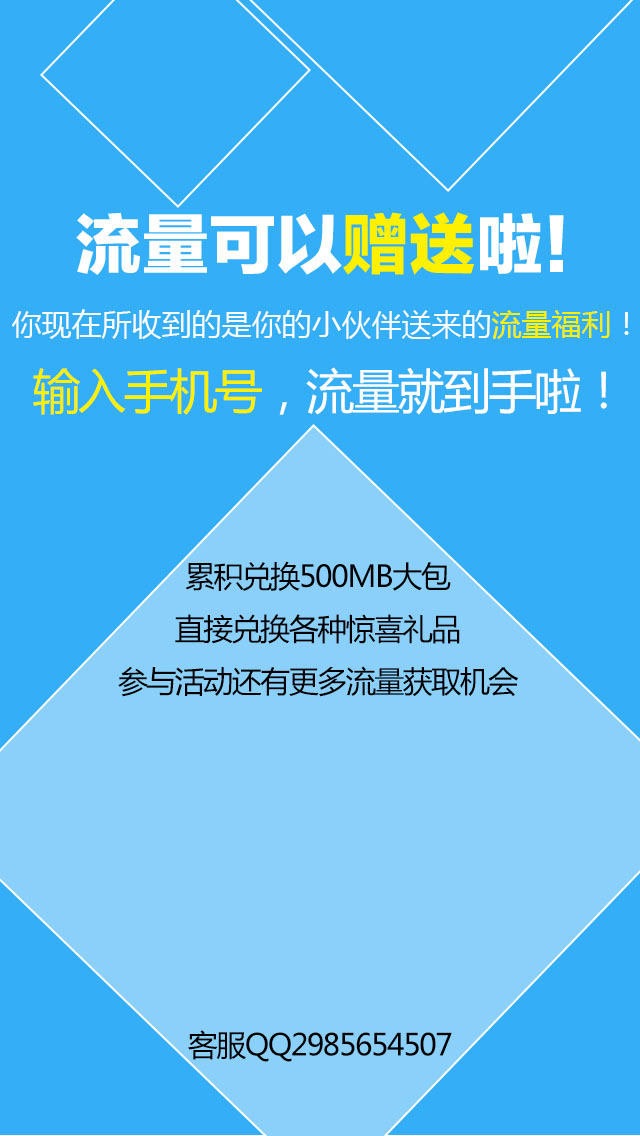 流量可以赠送啦!
你现在所收到的是你的小伙伴送来的流量福利！
输入手机号，流量就到手啦！
累积兑换500MB大包
直接兑换各种惊喜礼品
参与活动还有更多流量获取机会
客服QQ2985654507